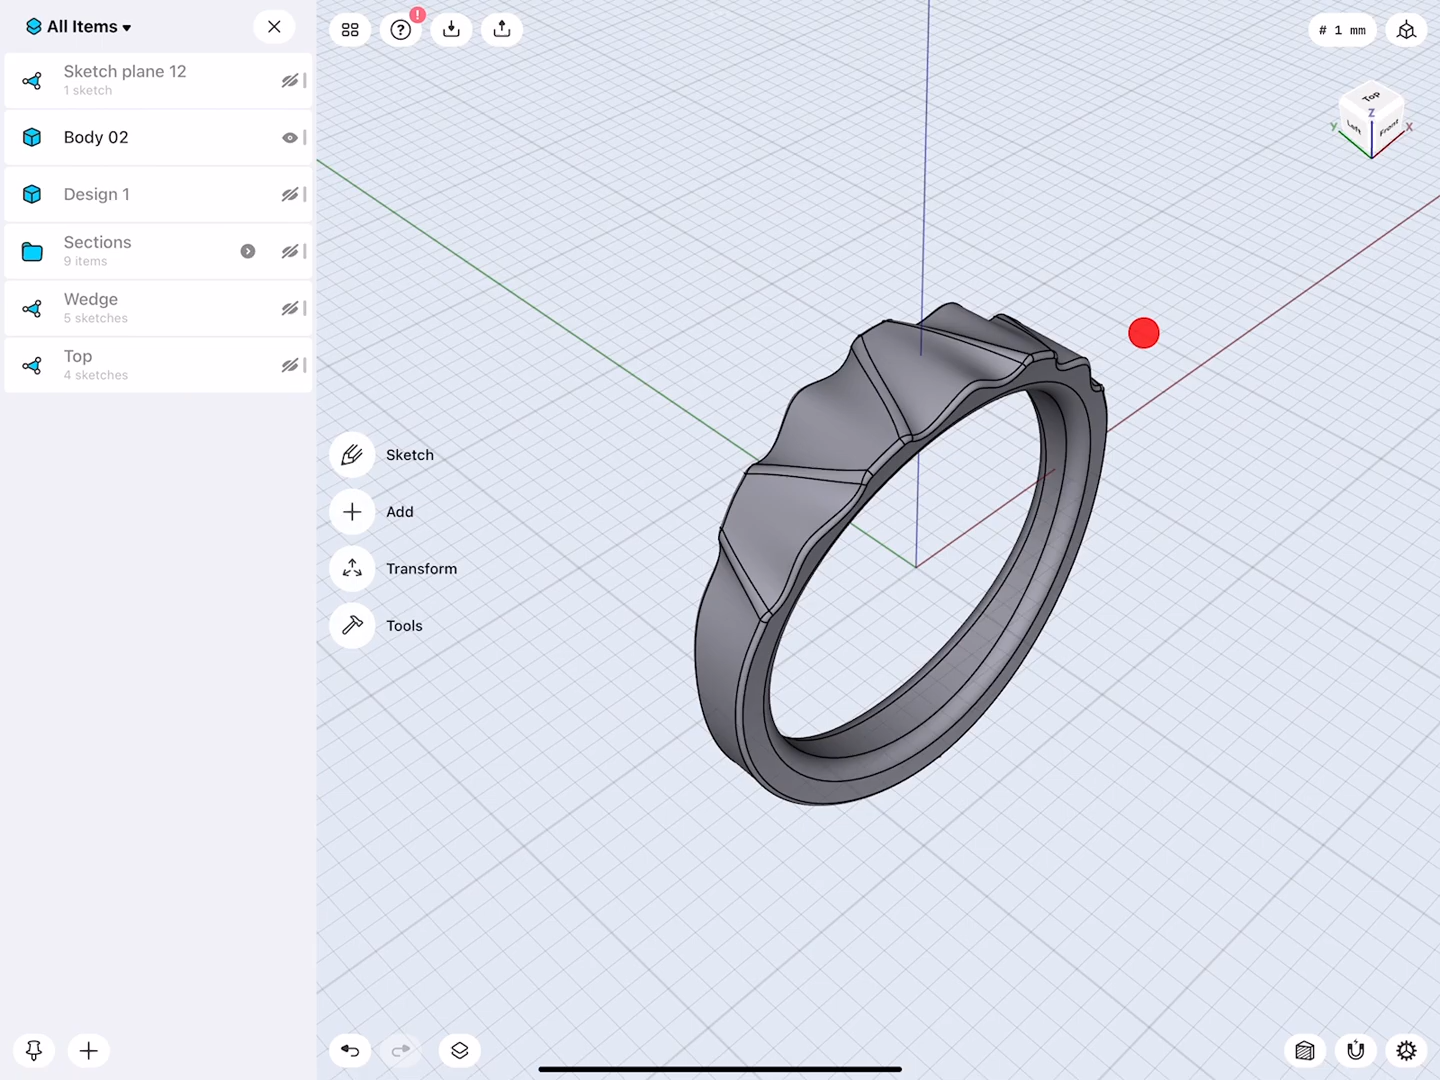 All Items
Sketch plane 12
1 sketch
Body 02
Design 1
Sections
9 items
Wedge
5 sketches
Top
4 sketches
?
!
# 1 mm
Top
Z
Y
Left
Front
X
Sketch
Add
Transform
Tools